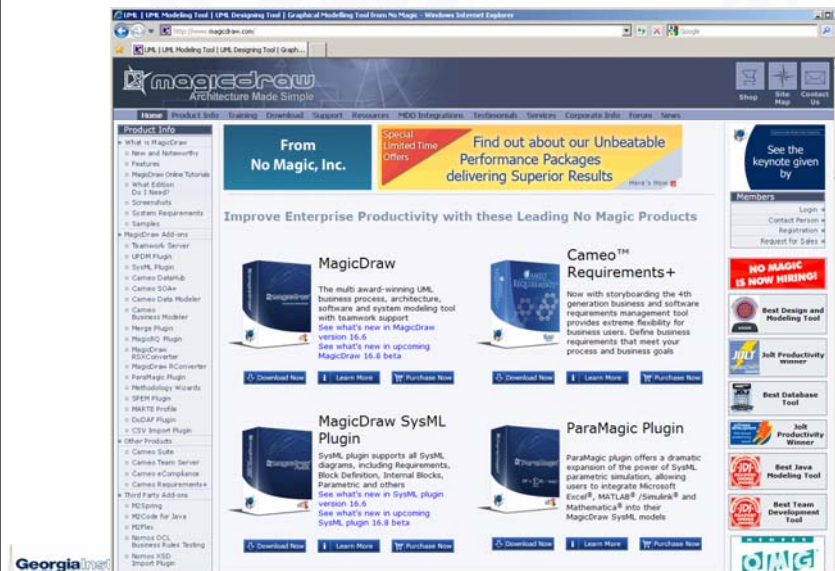 UML | UML Modeling Tool | UML Designing Tool | Graphical Modelling Tool from No Magic - Windows Internet Explorer
http://www.magicdraw.com/
Google
UML | UML Modeling Tool | UML Designing Tool | Graph...
magicdraw
Architecture Made Simple
Shop
Site Map
Contact Us
Home Product Info Training Download Support Resources MDD Integrations Testimonials Services Corporate Info Forum News
Product Info
What is MagicDraw
New and Noteworthy
Features
MagicDraw Online Tutorials
What Edition
Do I Need?
Screenshots
System Requirements
Samples
MagicDraw Add-ons
Teamwork Server
UPDM Plugin
SysML Plugin
Cameo DataHub
Cameo SOA+
Cameo Data Modeler
Cameo
Business Modeler
Merge Plugin
MagicRQ Plugin
MagicDraw
RSXConverter
MagicDraw RConverter
ParaMagic Plugin
Methodology Wizards
SPEM Plugin
MARTE Profile
DoDAF Plugin
CSV Import Plugin
Other Products
Cameo Suite
Cameo Team Server
Cameo eCompliance
Cameo Requirements+
Third Party Add-ons
M2Spring
M2Code for Java
M2Flex
Nomos OCL
Business Rules Testing
Nomos XSD
Import Plugin
From
No Magic, Inc.
Special
Limited Time
Offers
Find out about our Unbeatable
Performance Packages
delivering Superior Results
Here's How
Improve Enterprise Productivity with these Leading No Magic Products
MagicDraw
The multi award-winning UML
business process, architecture,
software and system modeling tool
with teamwork support
See what's new in MagicDraw
version 16.6
See what's new in upcoming
MagicDraw 16.8 beta
Download Now
Learn More
Purchase Now
Cameo™
Requirements+
Now with storyboarding the 4th
generation business and software
requirements management tool
provides extreme flexibility for
business users. Define business
requirements that meet your
process and business goals
Download Now
Learn More
Purchase Now
MagicDraw SysML
Plugin
SysML plugin supports all SysML
diagrams, including Requirements,
Block Definition, Internal Blocks,
Parametric and others
See what's new in SysML plugin
version 16.6
See what's new in upcoming
SysML plugin 16.8 beta
Download Now
Learn More
Purchase Now
ParaMagic Plugin
ParaMagic plugin offers a dramatic
expansion of the power of SysML
parametric simulation, allowing
users to integrate Microsoft
Excel®, MATLAB® /Simulink® and
Mathematica® into their
MagicDraw SysML models
Download Now
Learn More
Purchase Now
See the
keynote given
by
Members
Login
Contact Person
Registration
Request for Sales
NO MAGIC
IS NOW HIRING!
Best Design and
Modeling Tool
JOLT
Jolt Productivity
Winner
Best Database
Tool
Jolt
Productivity
Winner
Best Java
Modeling Tool
Best Team
Development
Tool
MEMBER
OMG
GeorgiaInst